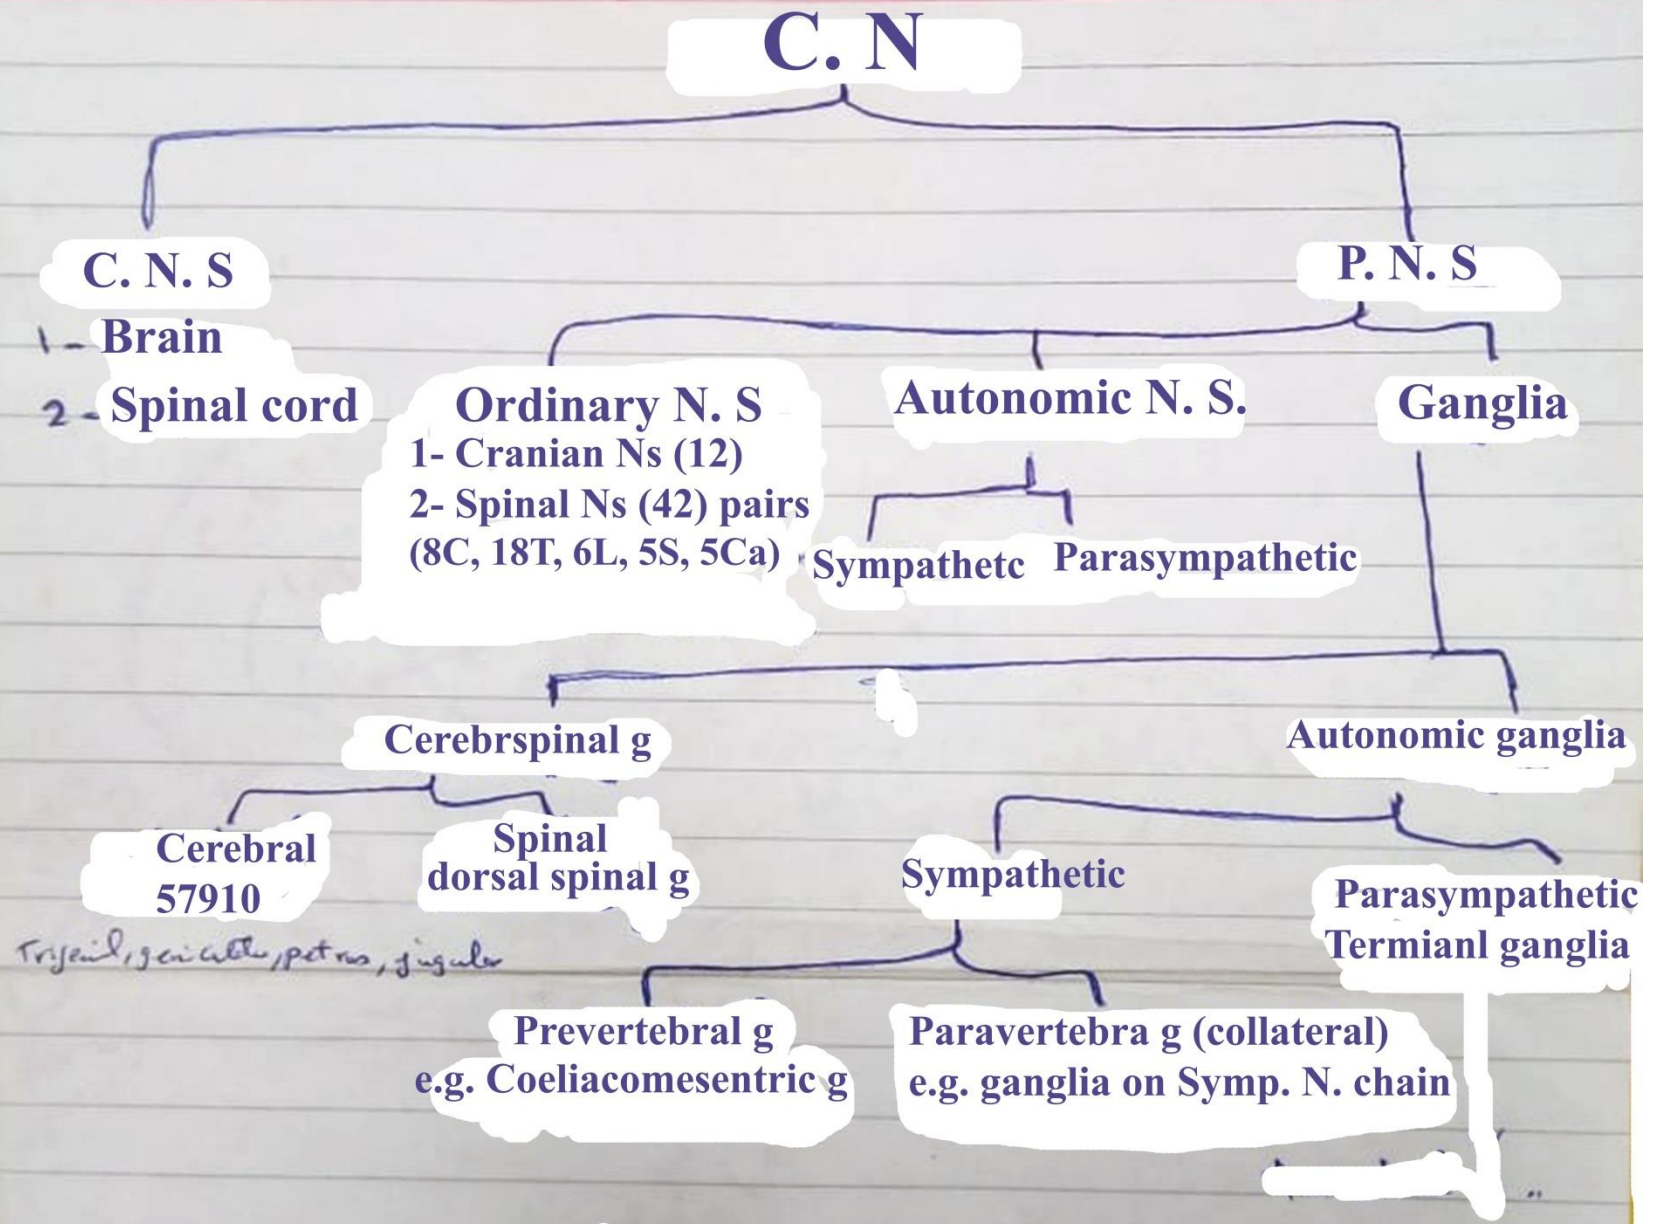 C. N
C. N. S
P. N. S
1- Brain
2- Spinal cord
Ordinary N. S
1- Cranian Ns (12)
2- Spinal Ns (42) pairs
(8C, 18T, 6L, 5S, 5Ca)
Autonomic N. S.
Sympathetc
Parasympathetic
Ganglia
Cerebrspinal g
Autonomic ganglia
Cerebral
57910
Spinal
dorsal spinal g
petrus, jugular
Sympathetic
Parasympathetic
Termianl ganglia
Prevertebral g
e.g. Coeliacomesentric g
Paravertebra g (collateral)
e.g. ganglia on Symp. N. chain